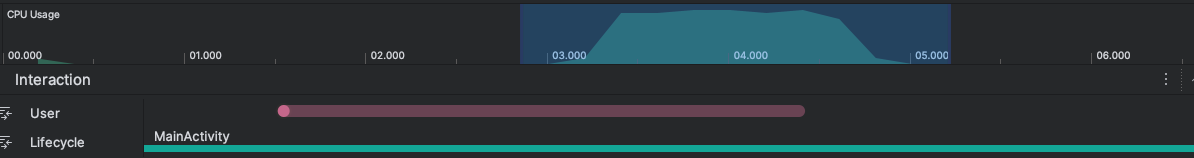 CPU Usage
00.000 01.000 02.000 03.000 04.000 05.000 06.000
Interaction
User
MainActivity
Lifecycle